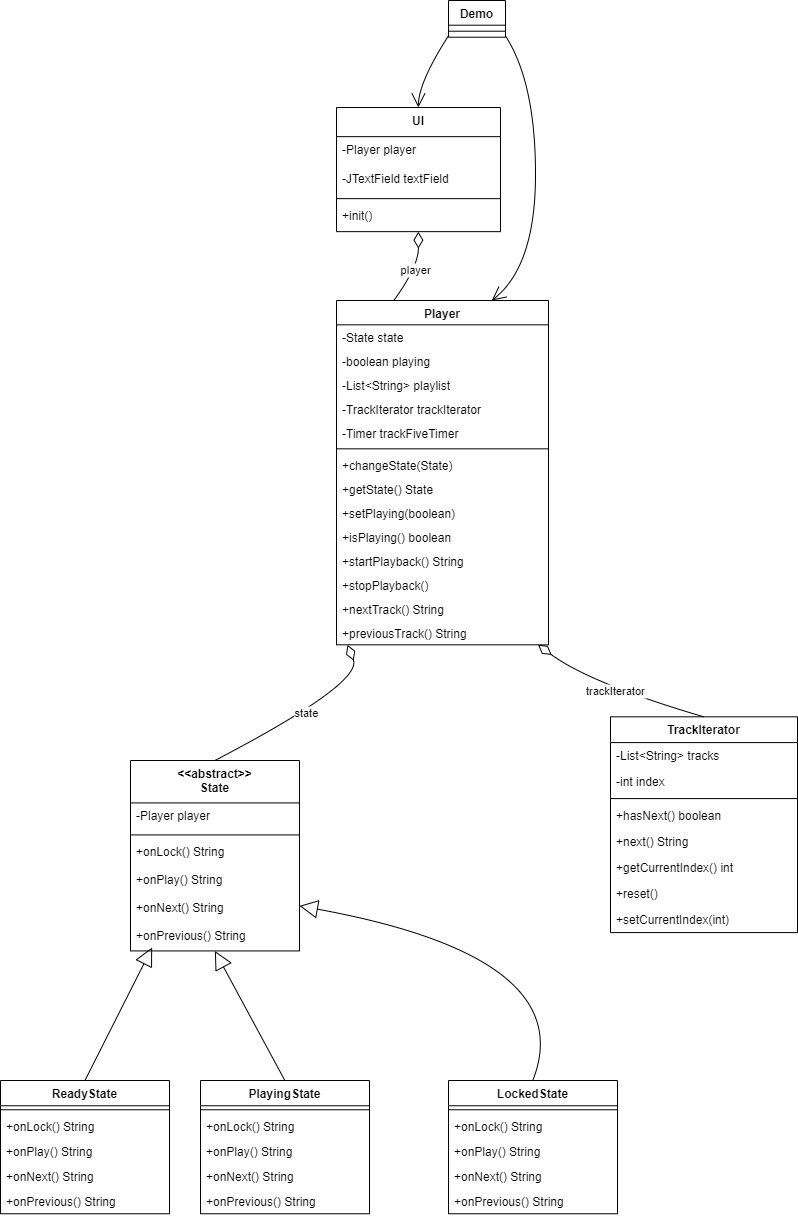 Demo
UI
-Player player
-JTextField textField
+init()
player
Player
-State state
-boolean playing
-List<String> playlist
-TrackIterator trackIterator
-Timer trackFiveTimer
+changeState(State)
+getState() State
+setPlaying(boolean)
+isPlaying() boolean
+startPlayback() String
+stopPlayback()
+nextTrack() String
+previousTrack() String
state
trackIterator
<<abstract>>
State
-Player player
+onLock() String
+onPlay() String
+onNext() String
+onPrevious() String
TrackIterator
-List<String> tracks
-int index
+hasNext() boolean
+next() String
+getCurrentIndex() int
+reset()
+setCurrentIndex(int)
ReadyState
+onLock() String
+onPlay() String
+onNext() String
+onPrevious() String
PlayingState
+onLock() String
+onPlay() String
+onNext() String
+onPrevious() String
LockedState
+onLock() String
+onPlay() String
+onNext() String
+onPrevious() String